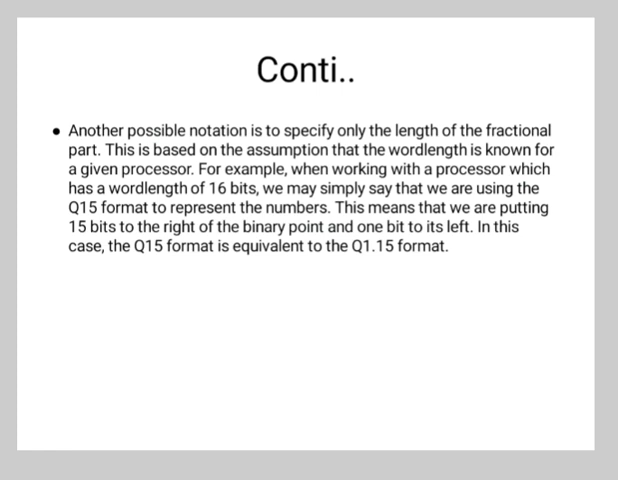 Conti..
● Another possible notation is to specify only the length of the fractional
part. This is based on the assumption that the wordlength is known for
a given processor. For example, when working with a processor which
has a wordlength of 16 bits, we may simply say that we are using the
Q15 format to represent the numbers. This means that we are putting
15 bits to the right of the binary point and one bit to its left. In this
case, the Q15 format is equivalent to the Q1.15 format.